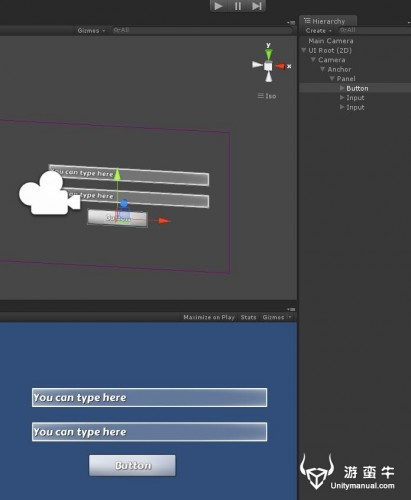 Hierarchy
Create
All
Main Camera
UI Root (2D)
Camera
Anchor
Panel
Button
Input
Input
Gizmos
All
y
x
Iso
You can type here
You can type here
Button
Maximize on Play Stats Gizmos
You can type here
You can type here
Button
游蛮牛
Unitymanual.com